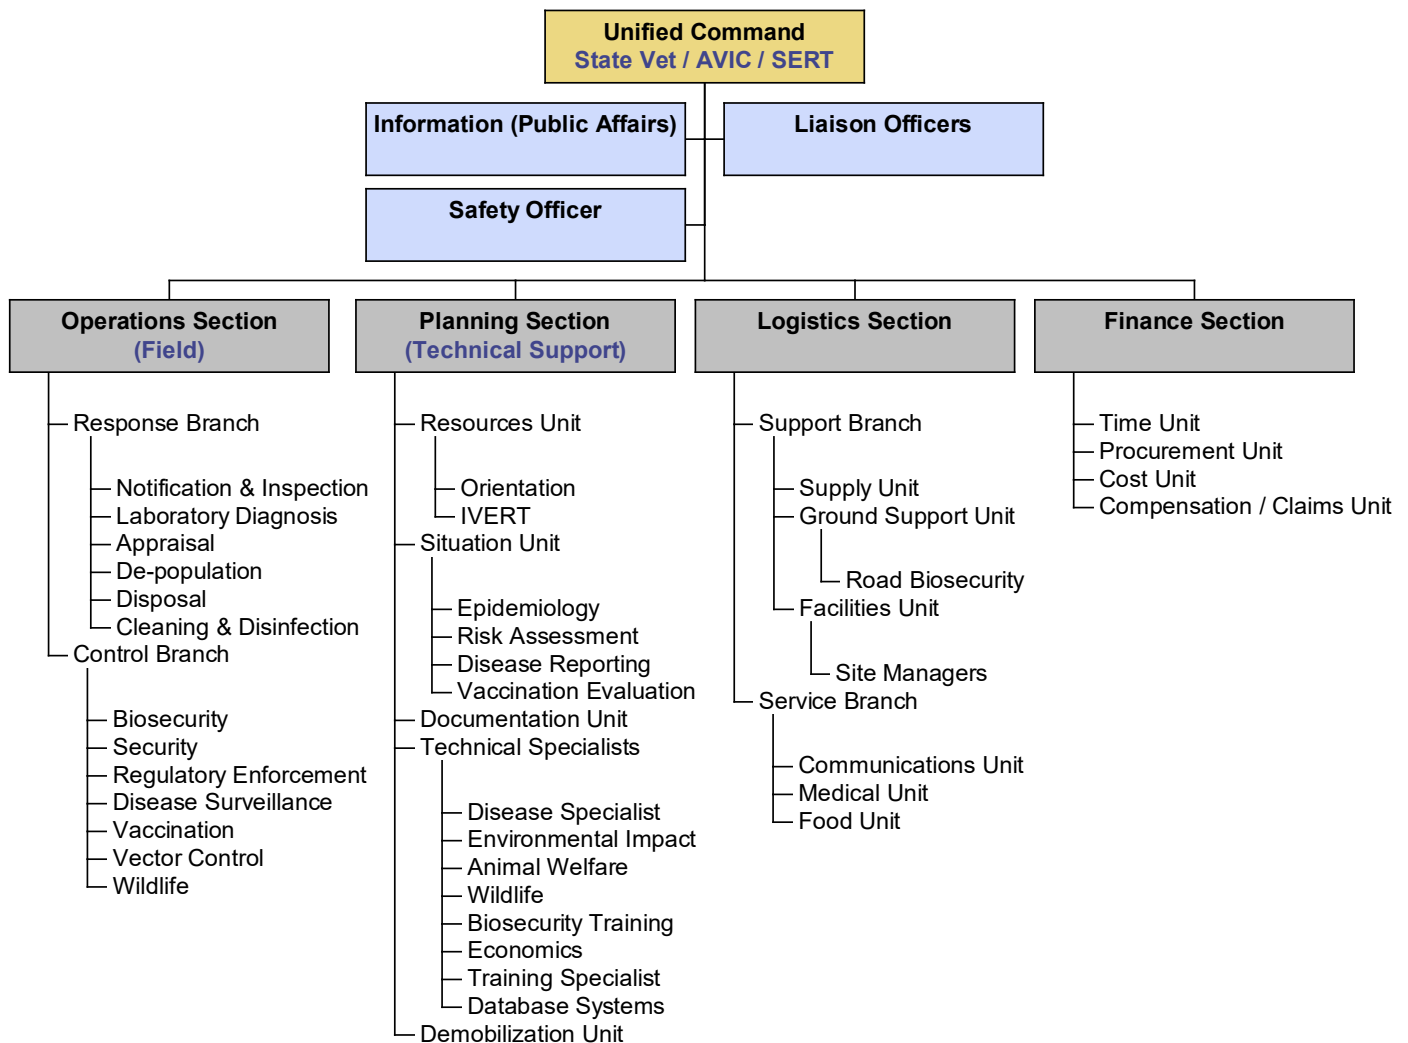 Unified Command
State Vet / AVIC / SERT
Information (Public Affairs)
Liaison Officers
Safety Officer
Operations Section
(Field)
Planning Section
(Technical Support)
Logistics Section
Finance Section
Response Branch
Notification & Inspection
Laboratory Diagnosis
Appraisal
De-population
Disposal
Cleaning & Disinfection
Control Branch
Biosecurity
Security
Regulatory Enforcement
Disease Surveillance
Vaccination
Vector Control
Wildlife
Resources Unit
Orientation
IVERT
Situation Unit
Epidemiology
Risk Assessment
Disease Reporting
Vaccination Evaluation
Documentation Unit
Technical Specialists
Disease Specialist
Environmental Impact
Animal Welfare
Wildlife
Biosecurity Training
Economics
Training Specialist
Database Systems
Demobilization Unit
Support Branch
Supply Unit
Ground Support Unit
Road Biosecurity
Facilities Unit
Site Managers
Service Branch
Communications Unit
Medical Unit
Food Unit
Time Unit
Procurement Unit
Cost Unit
Compensation / Claims Unit